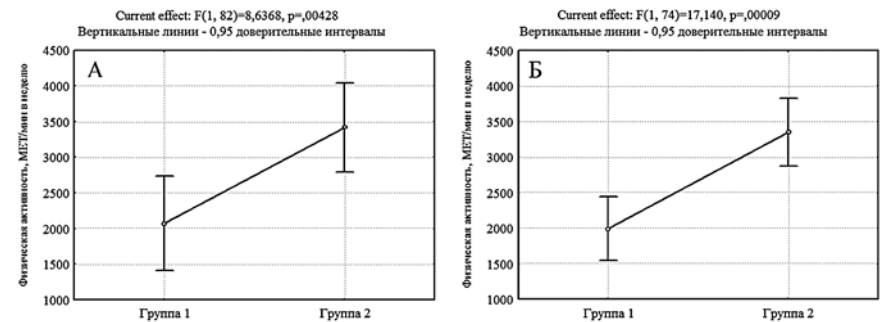 Current effect: F(1, 82)=8,6368, p=,00428
Вертикальные линии - 0,95 доверительные интервалы
А
Физическая активность, МЕТ/мин в неделю
4500
4000
3500
3000
2500
2000
1500
1000
Группа 1
Группа 2
Current effect: F(1, 74)=17,140, p=,00009
Вертикальные линии - 0,95 доверительные интервалы
Б
Физическая активность, МЕТ/мин в неделю
4500
4000
3500
3000
2500
2000
1500
1000
Группа 1
Группа 2